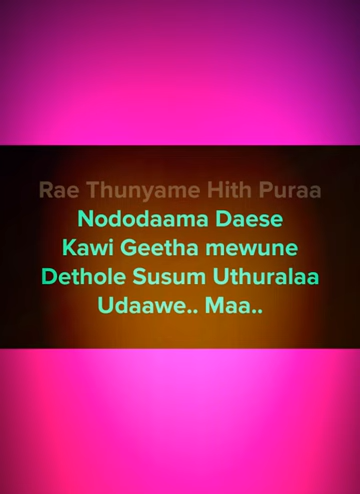 Rae Thunyame Hith Puraa
Nododaama Daese
Kawi Geetha mewune
Dethole Susum Uthuralaa
Udaawe.. Maa..